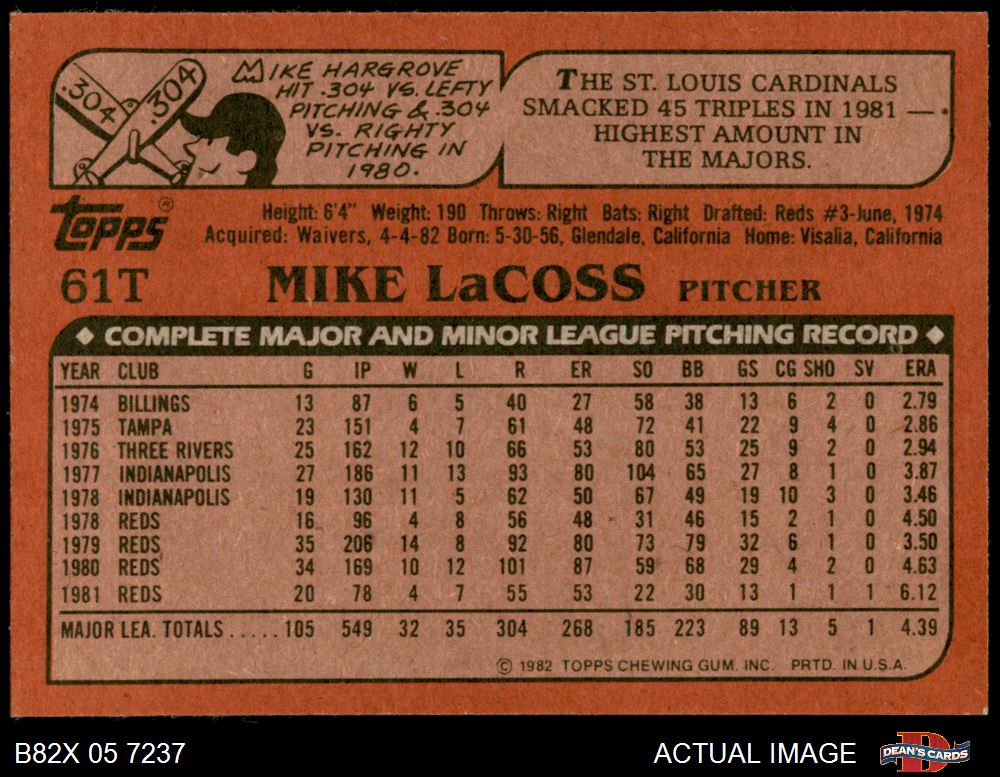 .304
.304
MIKE HARGROVE
HIT .304 VS. LEFTY
PITCHING & .304
VS. RIGHTY
PITCHING IN
1980.
THE ST. LOUIS CARDINALS
SMACKED 45 TRIPLES IN 1981 —
HIGHEST AMOUNT IN
THE MAJORS.
TOPPS®
Height: 6'4" Weight: 190 Throws: Right Bats: Right Drafted: Reds #3-June, 1974
Acquired: Waivers, 4-4-82 Born: 5-30-56, Glendale, California Home: Visalia, California
61T MIKE LaCOSS PITCHER
◆ COMPLETE MAJOR AND MINOR LEAGUE PITCHING RECORD ◆
YEAR CLUB G IP W L R ER SO BB GS CG SHO SV ERA
1974 BILLINGS 13 87 6 5 40 27 58 38 13 6 2 0 2.79
1975 TAMPA 23 151 4 7 61 48 72 41 22 9 4 0 2.86
1976 THREE RIVERS 25 162 12 10 66 53 80 53 25 9 2 0 2.94
1977 INDIANAPOLIS 27 186 11 13 93 80 104 65 27 8 1 0 3.87
1978 INDIANAPOLIS 19 130 11 5 62 50 67 49 19 10 3 0 3.46
1978 REDS 16 96 4 8 56 48 31 46 15 2 1 0 4.50
1979 REDS 35 206 14 8 92 80 73 79 32 6 1 0 3.50
1980 REDS 34 169 10 12 101 87 59 68 29 4 2 0 4.63
1981 REDS 20 78 4 7 55 53 22 30 13 1 1 1 6.12
MAJOR LEA. TOTALS.....105 549 32 35 304 268 185 223 89 13 5 1 4.39
© 1982 TOPPS CHEWING GUM, INC. PRTD. IN U.S.A.
B82X 05 7237 ACTUAL IMAGE DEAN'S CARDS